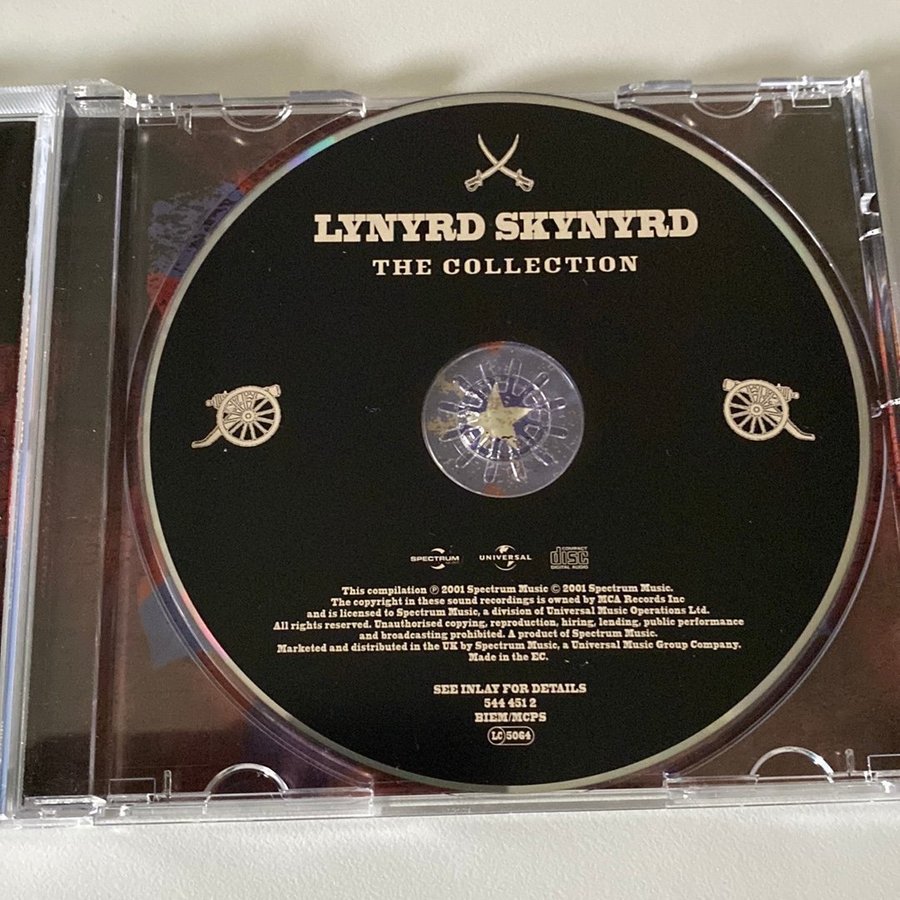 LYNYRD SKYNYRD
THE COLLECTION
SPECTRUM
UNIVERSAL
COMPACT
disc
DIGITAL AUDIO
This compilation ℗ 2001 Spectrum Music © 2001 Spectrum Music.
The copyright in these sound recordings is owned by MCA Records Inc
and is licensed to Spectrum Music, a division of Universal Music Operations Ltd.
All rights reserved. Unauthorised copying, reproduction, hiring, lending, public performance
and broadcasting prohibited. A product of Spectrum Music.
Marketed and distributed in the UK by Spectrum Music, a Universal Music Group Company.
Made in the EC.
SEE INLAY FOR DETAILS
544 451 2
BIEM/MCPS
LC 5064